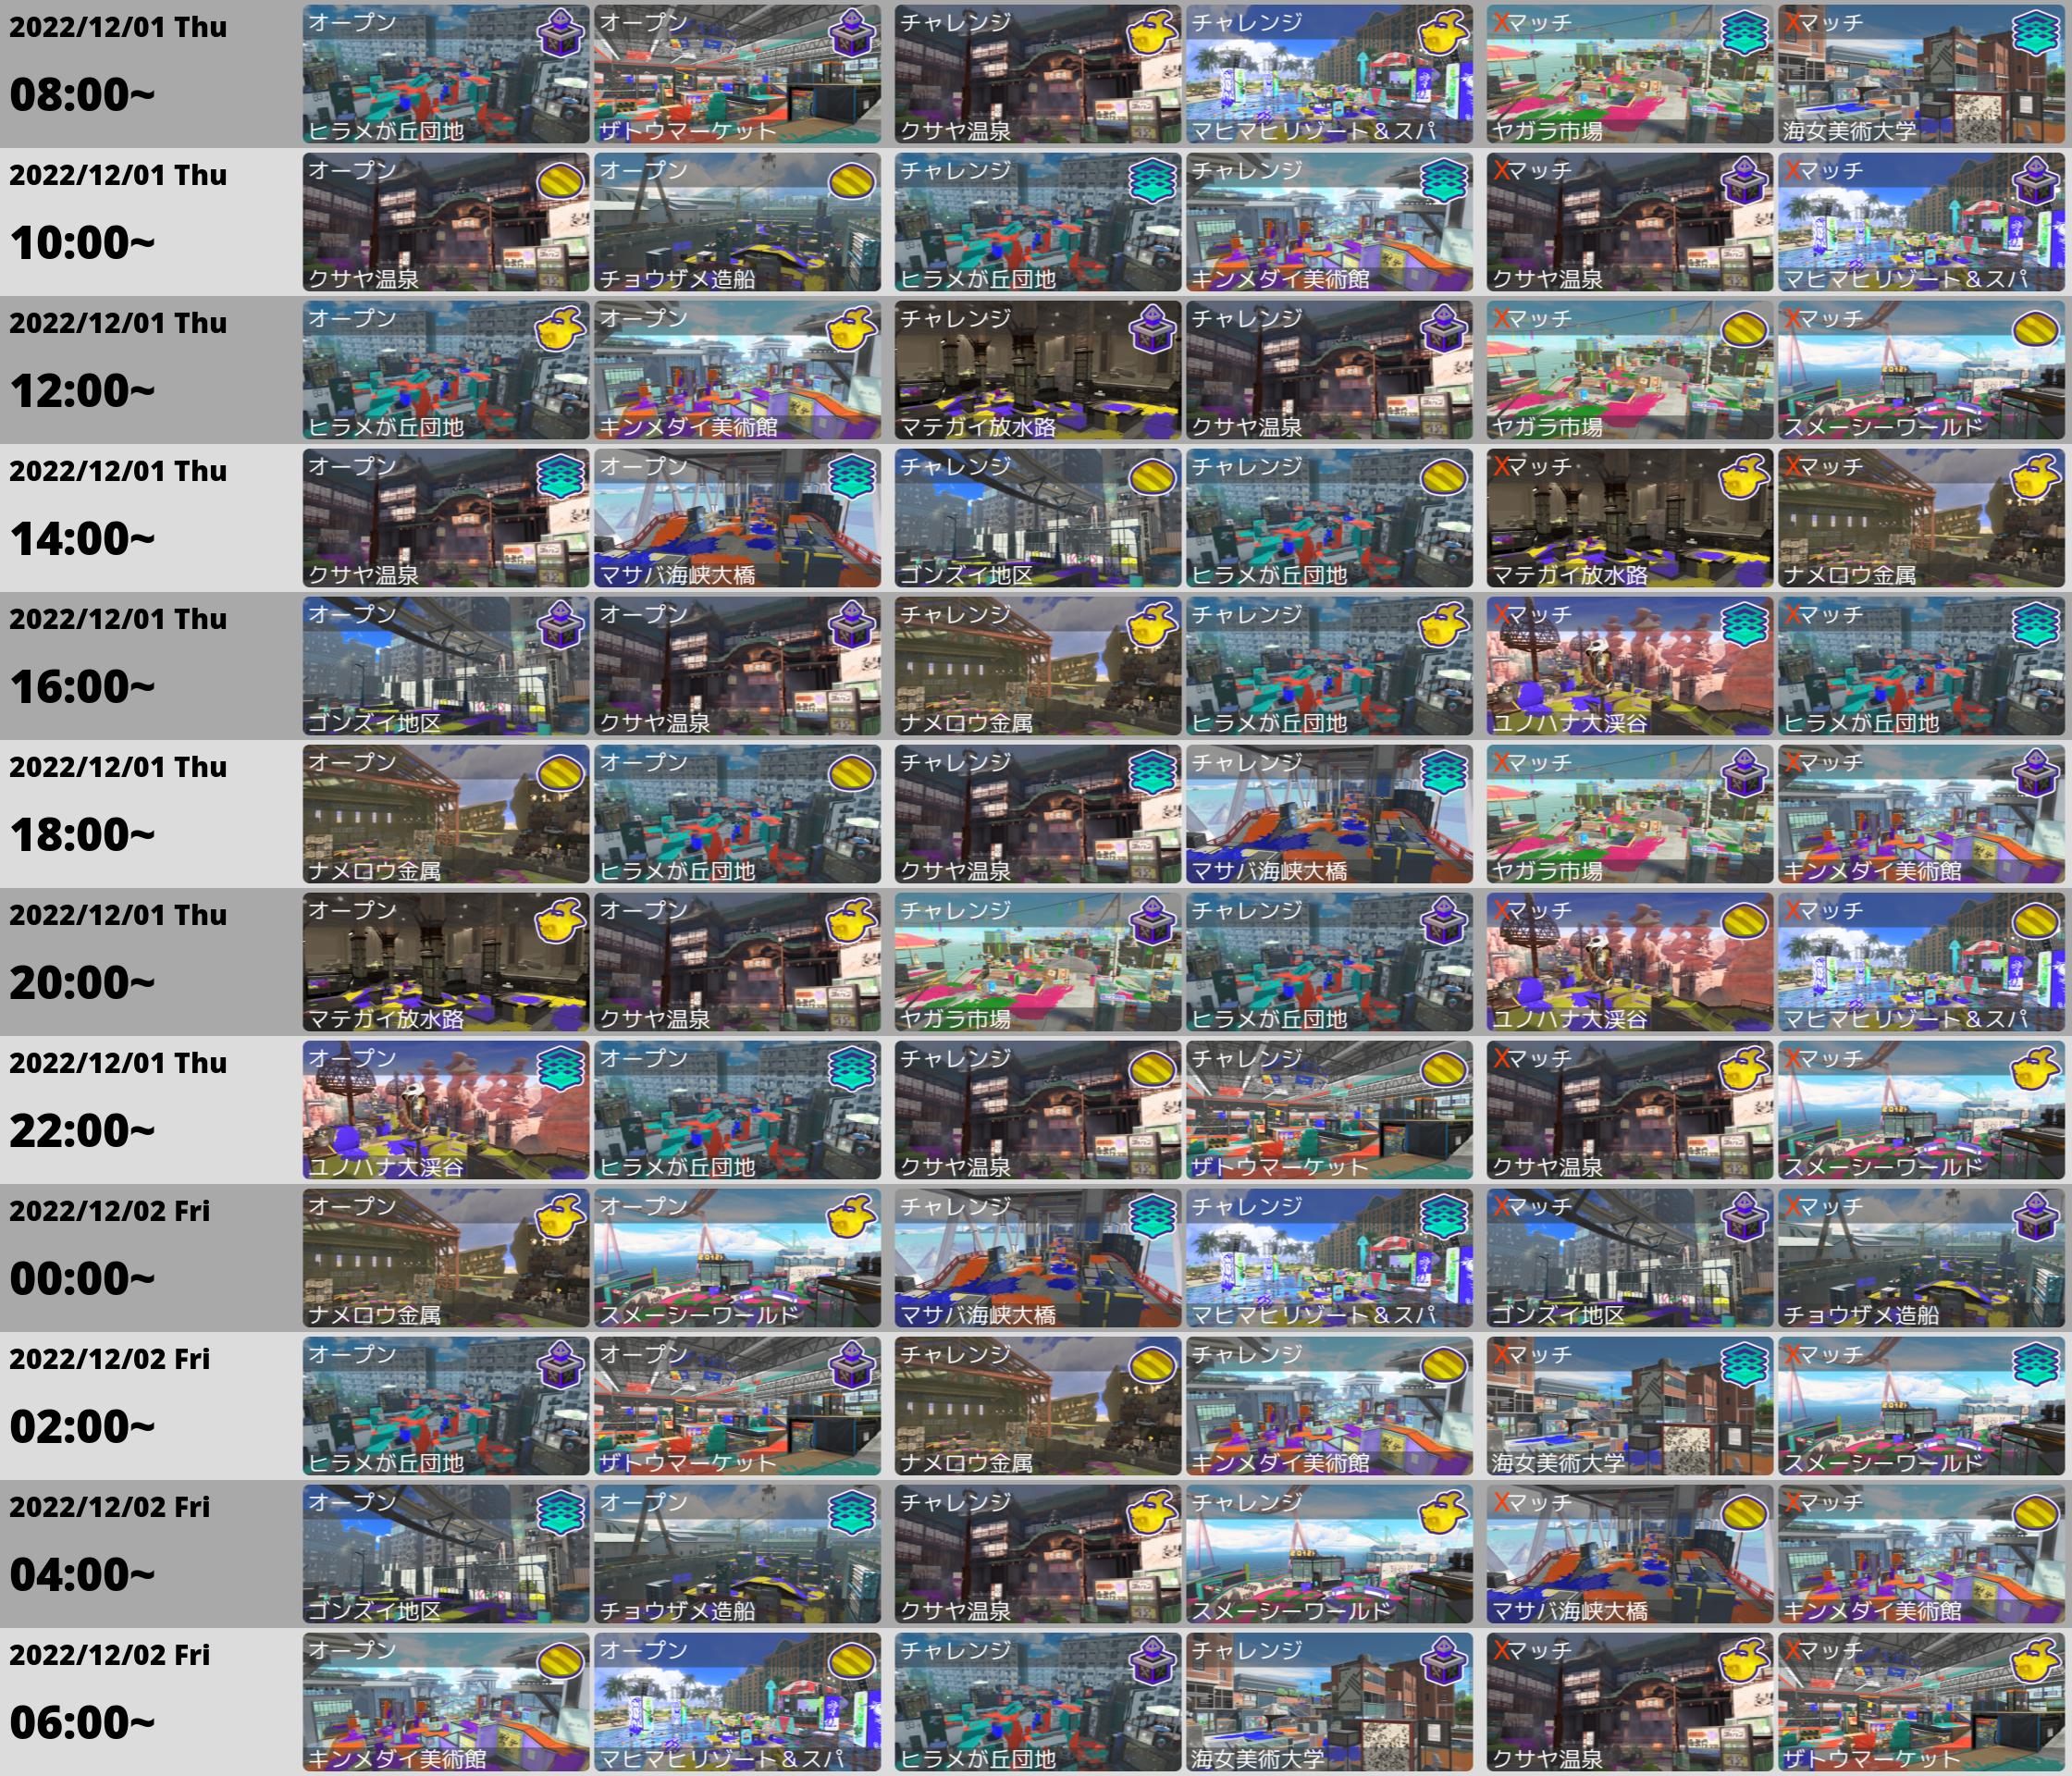 2022/12/01 Thu
08:00~
オープン
ヒラメが丘団地
オープン
ザトウマーケット
チャレンジ
クサヤ温泉
チャレンジ
マヒマヒリゾート＆スパ
Xマッチ
ヤガラ市場
Xマッチ
海女美術大学
2022/12/01 Thu
10:00~
オープン
クサヤ温泉
オープン
チョウザメ造船
チャレンジ
ヒラメが丘団地
チャレンジ
キンメダイ美術館
Xマッチ
クサヤ温泉
Xマッチ
マヒマヒリゾート＆スパ
2022/12/01 Thu
12:00~
オープン
ヒラメが丘団地
オープン
キンメダイ美術館
チャレンジ
マテガイ放水路
チャレンジ
クサヤ温泉
Xマッチ
ヤガラ市場
Xマッチ
スメーシーワールド
2022/12/01 Thu
14:00~
オープン
クサヤ温泉
オープン
マサバ海峡大橋
チャレンジ
ゴンズイ地区
チャレンジ
ヒラメが丘団地
Xマッチ
マテガイ放水路
Xマッチ
ナメロウ金属
2022/12/01 Thu
16:00~
オープン
ゴンズイ地区
オープン
クサヤ温泉
チャレンジ
ナメロウ金属
チャレンジ
ヒラメが丘団地
Xマッチ
ユノハナ大渓谷
Xマッチ
ヒラメが丘団地
2022/12/01 Thu
18:00~
オープン
ナメロウ金属
オープン
ヒラメが丘団地
チャレンジ
クサヤ温泉
チャレンジ
マサバ海峡大橋
Xマッチ
ヤガラ市場
Xマッチ
キンメダイ美術館
2022/12/01 Thu
20:00~
オープン
マテガイ放水路
オープン
クサヤ温泉
チャレンジ
ヤガラ市場
チャレンジ
ヒラメが丘団地
Xマッチ
ユノハナ大渓谷
Xマッチ
マヒマヒリゾート＆スパ
2022/12/01 Thu
22:00~
オープン
ユノハナ大渓谷
オープン
ヒラメが丘団地
チャレンジ
クサヤ温泉
チャレンジ
ザトウマーケット
Xマッチ
クサヤ温泉
Xマッチ
スメーシーワールド
2022/12/02 Fri
00:00~
オープン
ナメロウ金属
オープン
スメーシーワールド
チャレンジ
マサバ海峡大橋
チャレンジ
マヒマヒリゾート＆スパ
Xマッチ
ゴンズイ地区
Xマッチ
チョウザメ造船
2022/12/02 Fri
02:00~
オープン
ヒラメが丘団地
オープン
ザトウマーケット
チャレンジ
ナメロウ金属
チャレンジ
キンメダイ美術館
Xマッチ
海女美術大学
Xマッチ
スメーシーワールド
2022/12/02 Fri
04:00~
オープン
ゴンズイ地区
オープン
チョウザメ造船
チャレンジ
クサヤ温泉
チャレンジ
スメーシーワールド
Xマッチ
マサバ海峡大橋
Xマッチ
キンメダイ美術館
2022/12/02 Fri
06:00~
オープン
キンメダイ美術館
オープン
マヒマヒリゾート＆スパ
チャレンジ
ヒラメが丘団地
チャレンジ
海女美術大学
Xマッチ
クサヤ温泉
Xマッチ
ザトウマーケット